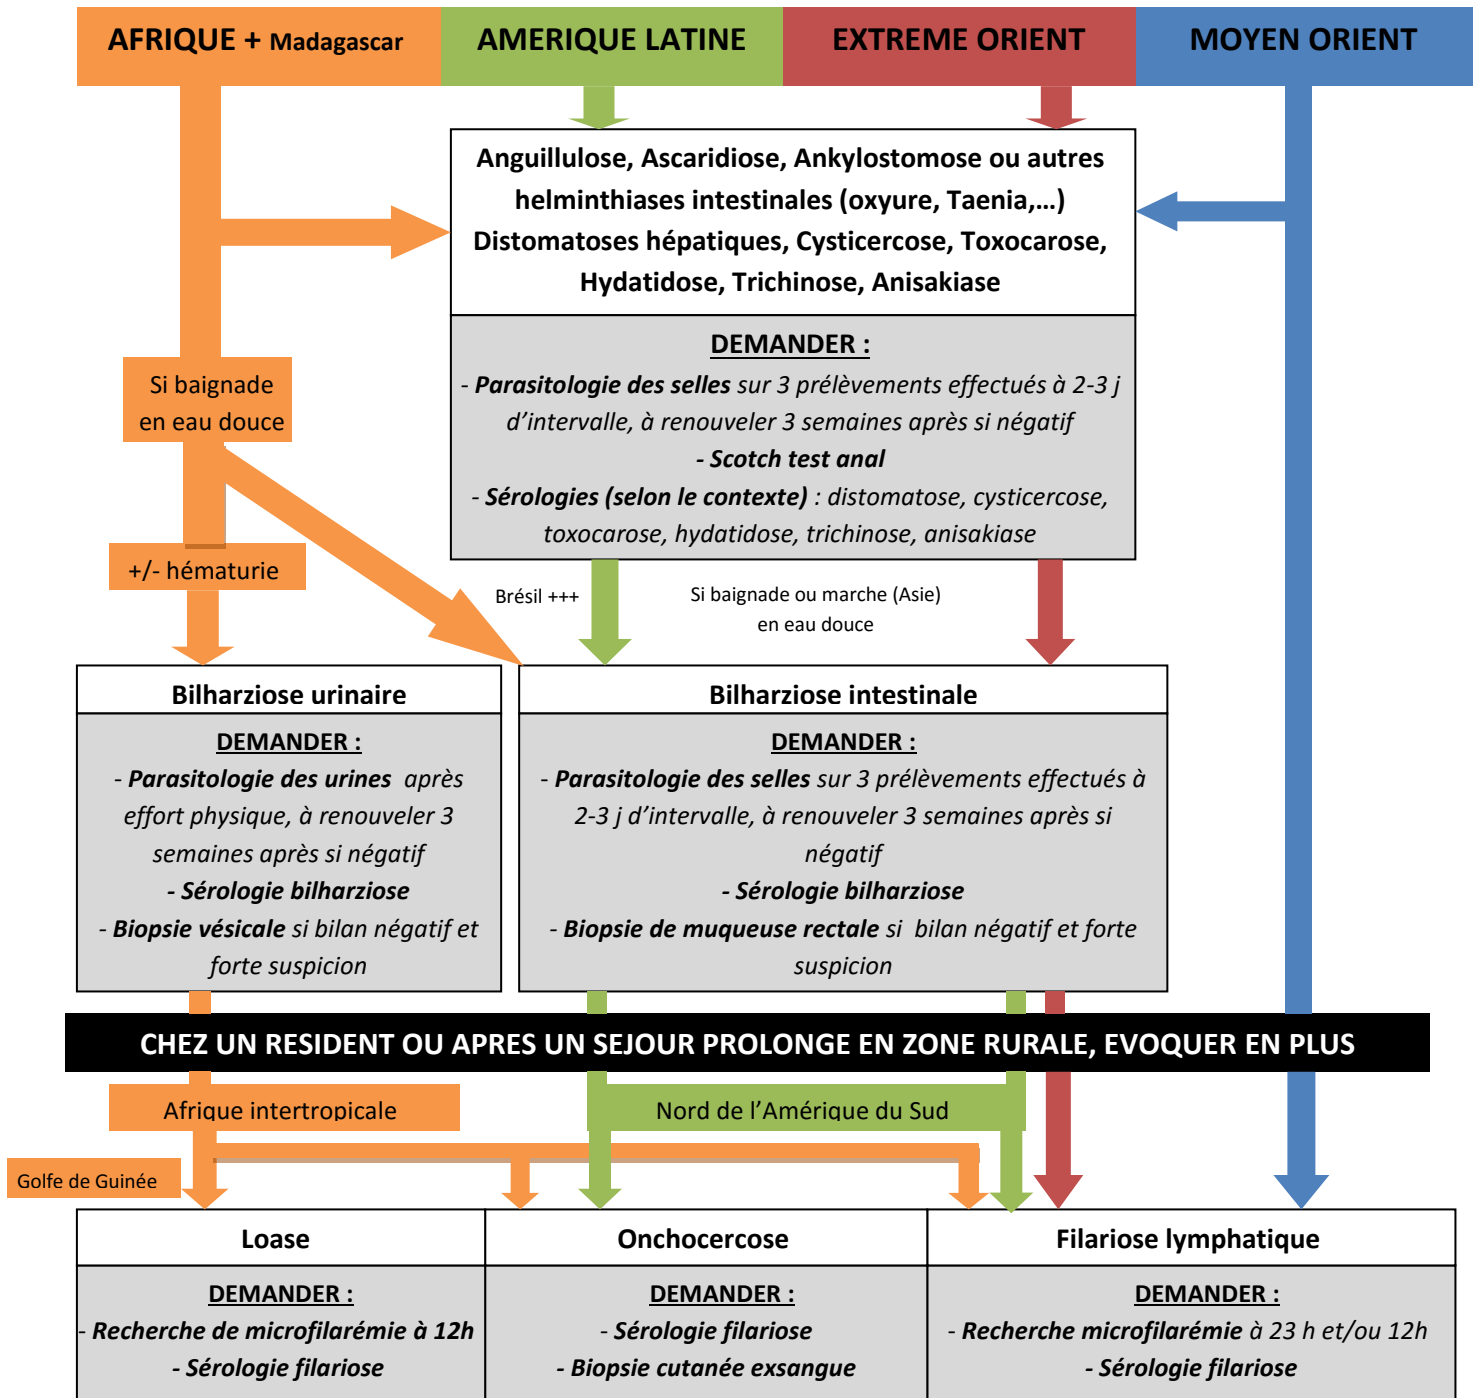 AFRIQUE + Madagascar
AMERIQUE LATINE
EXTREME ORIENT
MOYEN ORIENT
Anguillulose, Ascaridiose, Ankylostomose ou autres
helminthiases intestinales (oxyure, Taenia,...)
Distomatoses hépatiques, Cysticercose, Toxocarose,
Hydatidose, Trichinose, Anisakiase
DEMANDER :
- Parasitologie des selles sur 3 prélèvements effectués à 2-3 j
d'intervalle, à renouveler 3 semaines après si négatif
- Scotch test anal
- Sérologies (selon le contexte) : distomatose, cysticercose,
toxocarose, hydatidose, trichinose, anisakiase
Si baignade
en eau douce
+/- hématurie
Brésil +++
Si baignade ou marche (Asie)
en eau douce
Bilharziose urinaire
DEMANDER :
- Parasitologie des urines après
effort physique, à renouveler 3
semaines après si négatif
- Sérologie bilharziose
- Biopsie vésicale si bilan négatif et
forte suspicion
Bilharziose intestinale
DEMANDER :
- Parasitologie des selles sur 3 prélèvements effectués à
2-3 j d'intervalle, à renouveler 3 semaines après si
négatif
- Sérologie bilharziose
- Biopsie de muqueuse rectale si bilan négatif et forte
suspicion
CHEZ UN RESIDENT OU APRES UN SEJOUR PROLONGE EN ZONE RURALE, EVOQUER EN PLUS
Afrique intertropicale
Nord de l'Amérique du Sud
Golfe de Guinée
Loase
DEMANDER :
- Recherche de microfilarémie à 12h
- Sérologie filariose
Onchocercose
DEMANDER :
- Sérologie filariose
- Biopsie cutanée exsangue
Filariose lymphatique
DEMANDER :
- Recherche microfilarémie à 23 h et/ou 12h
- Sérologie filariose